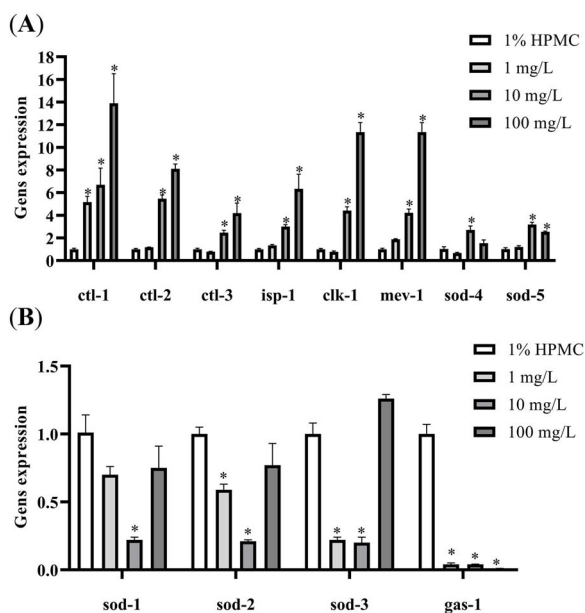 (A)
1% HPMC
1 mg/L
10 mg/L
100 mg/L
Gens expression
18
16
14
12
10
8
6
4
2
0
* * * * * * * * * * * * * * *
ctl-1 ctl-2 ctl-3 isp-1 clk-1 mev-1 sod-4 sod-5
(B)
1% HPMC
1 mg/L
10 mg/L
100 mg/L
Gens expression
1.5
1.0
0.5
0.0
* * * * * * * *
sod-1 sod-2 sod-3 gas-1